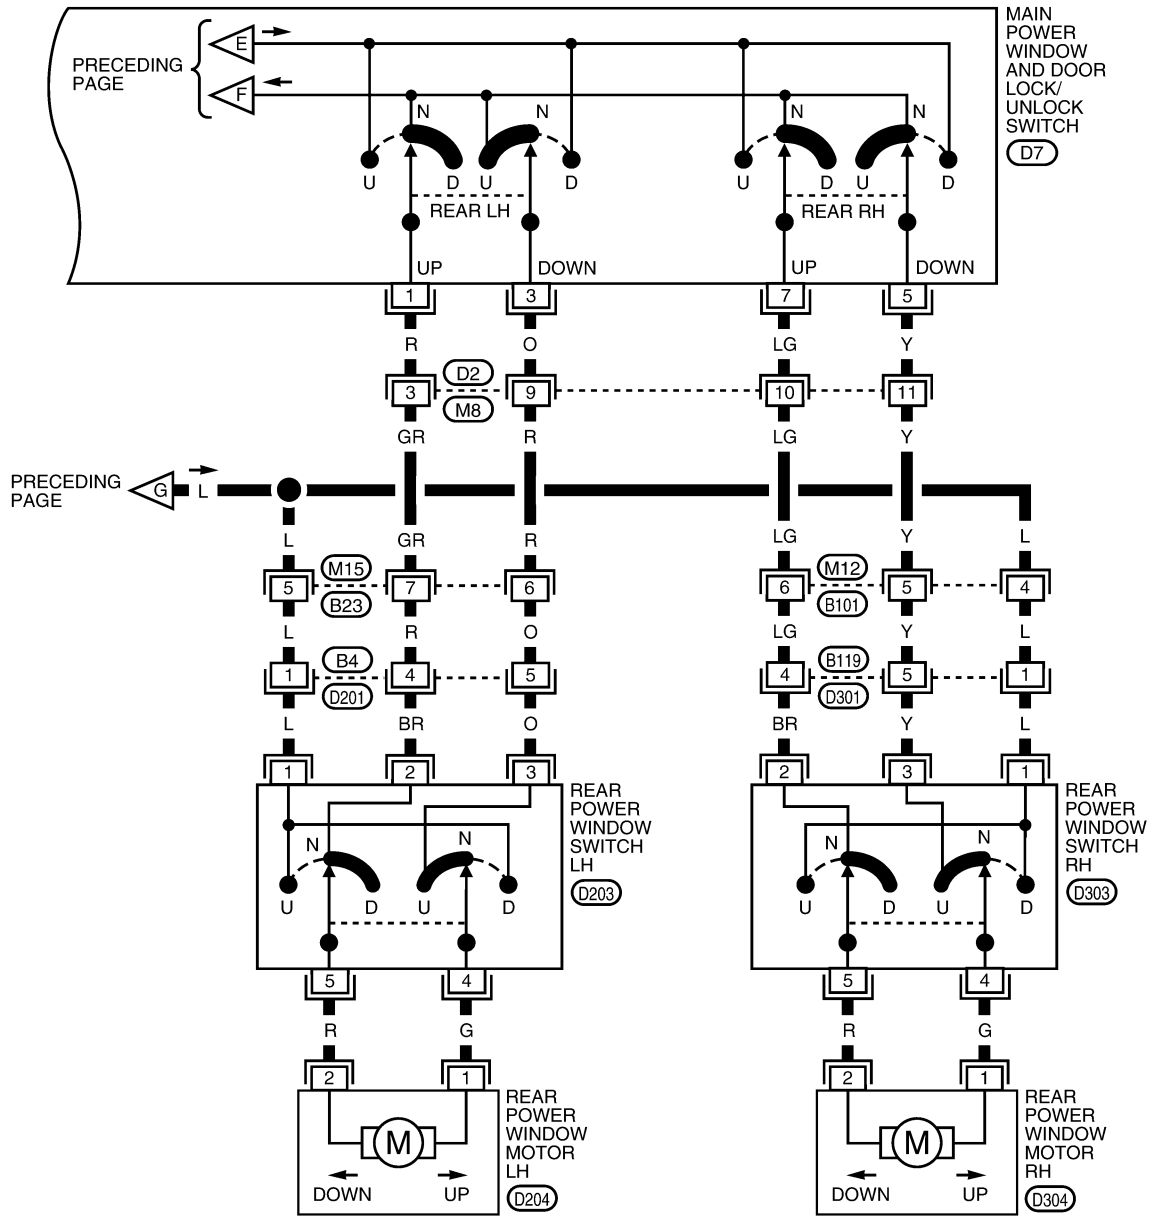 MAIN
POWER
WINDOW
AND DOOR
LOCK/
UNLOCK
SWITCH
D7
PRECEDING
PAGE
E
F
N N N N
U D U D U D U D
REAR LH REAR RH
UP DOWN UP DOWN
1 3 7 5
R O LG Y
D2
3 9 10 11
M8
GR R LG Y
PRECEDING
PAGE
G L
L GR R LG Y L
M15 M12
5 7 6 6 5 4
B23 B101
L R O LG Y L
B4 B119
1 4 5 4 5 1
D201 D301
L BR O BR Y L
1 2 3 2 3 1
REAR
POWER
WINDOW
SWITCH
LH
D203
REAR
POWER
WINDOW
SWITCH
RH
D303
N N N N
U D U D U D U D
5 4 5 4
R G R G
2 1 2 1
REAR
POWER
WINDOW
MOTOR
LH
D204
REAR
POWER
WINDOW
MOTOR
RH
D304
M M
DOWN UP DOWN UP